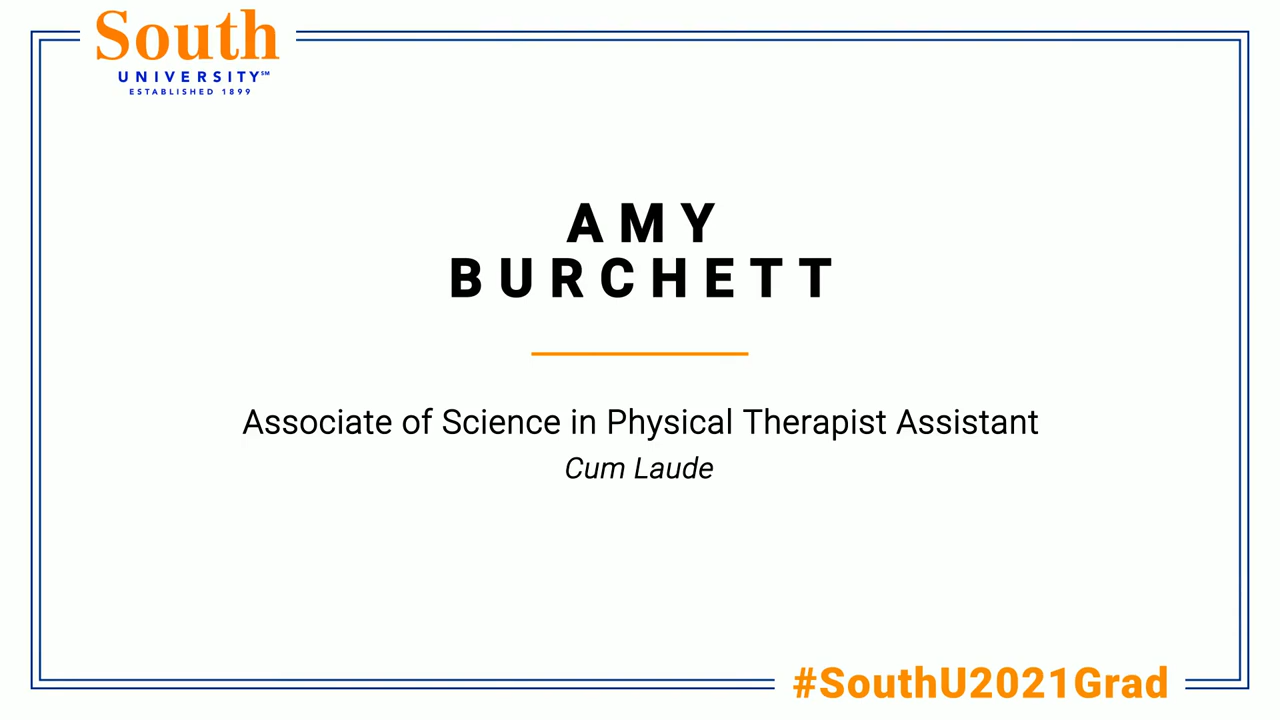 South
UNIVERSITY℠
ESTABLISHED 1899
AMY
BURCHETT
Associate of Science in Physical Therapist Assistant
Cum Laude
#SouthU2021Grad